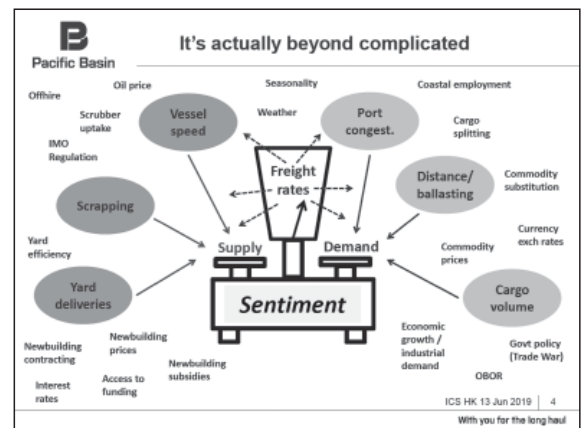 Pacific Basin
It's actually beyond complicated
Offhire
Oil price
Seasonality
Coastal employment
Scrubber
uptake
Vessel
speed
Weather
Port
congest.
Cargo
splitting
IMO
Regulation
Freight
rates
Distance/
ballasting
Commodity
substitution
Scrapping
Supply
Demand
Currency
exch rates
Commodity
prices
Yard
efficiency
Yard
deliveries
Sentiment
Cargo
volume
Newbuilding
contracting
Newbuilding
prices
Newbuilding
subsidies
Interest
rates
Access to
funding
Economic
growth /
industrial
demand
Govt policy
(Trade War)
OBOR
ICS HK 13 Jun 2019 | 4
With you for the long haul